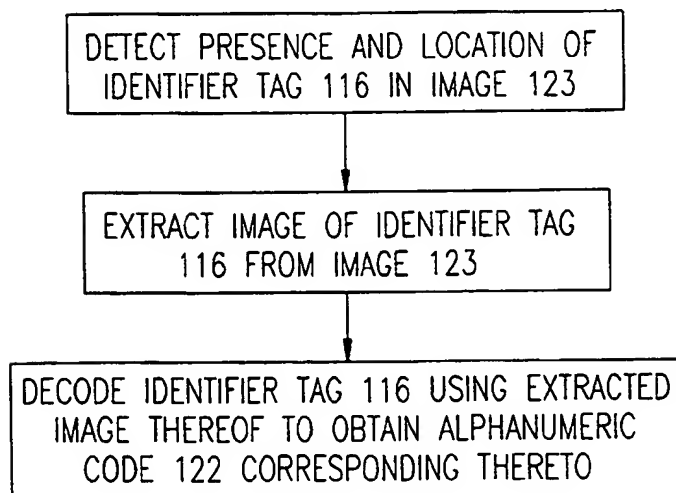 DETECT PRESENCE AND LOCATION OF
IDENTIFIER TAG 116 IN IMAGE 123
EXTRACT IMAGE OF IDENTIFIER TAG
116 FROM IMAGE 123
DECODE IDENTIFIER TAG 116 USING EXTRACTED
IMAGE THEREOF TO OBTAIN ALPHANUMERIC
CODE 122 CORRESPONDING THERETO